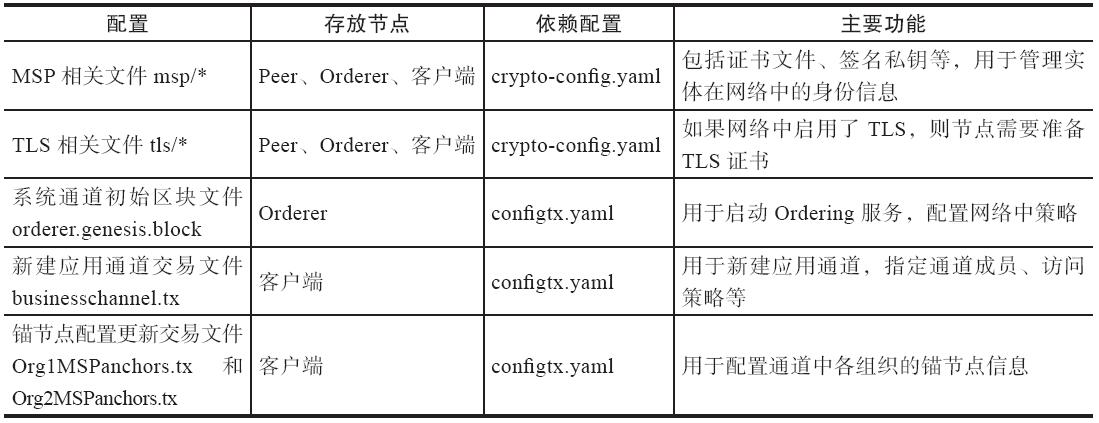 配置 存放节点 依赖配置 主要功能
MSP 相关文件 msp/* Peer、Orderer、客户端 crypto-config.yaml 包括证书文件、签名私钥等，用于管理实
体在网络中的身份信息
TLS 相关文件 tls/* Peer、Orderer、客户端 crypto-config.yaml 如果网络中启用了 TLS，则节点需要准备
TLS 证书
系统通道初始区块文件
orderer.genesis.block
Orderer configtx.yaml 用于启动 Ordering 服务，配置网络中策略
新建应用通道交易文件
businesschannel.tx
客户端 configtx.yaml 用于新建应用通道，指定通道成员、访问
策略等
锚节点配置更新交易文件
Org1MSPanchors.tx 和
Org2MSPanchors.tx
客户端 configtx.yaml 用于配置通道中各组织的锚节点信息